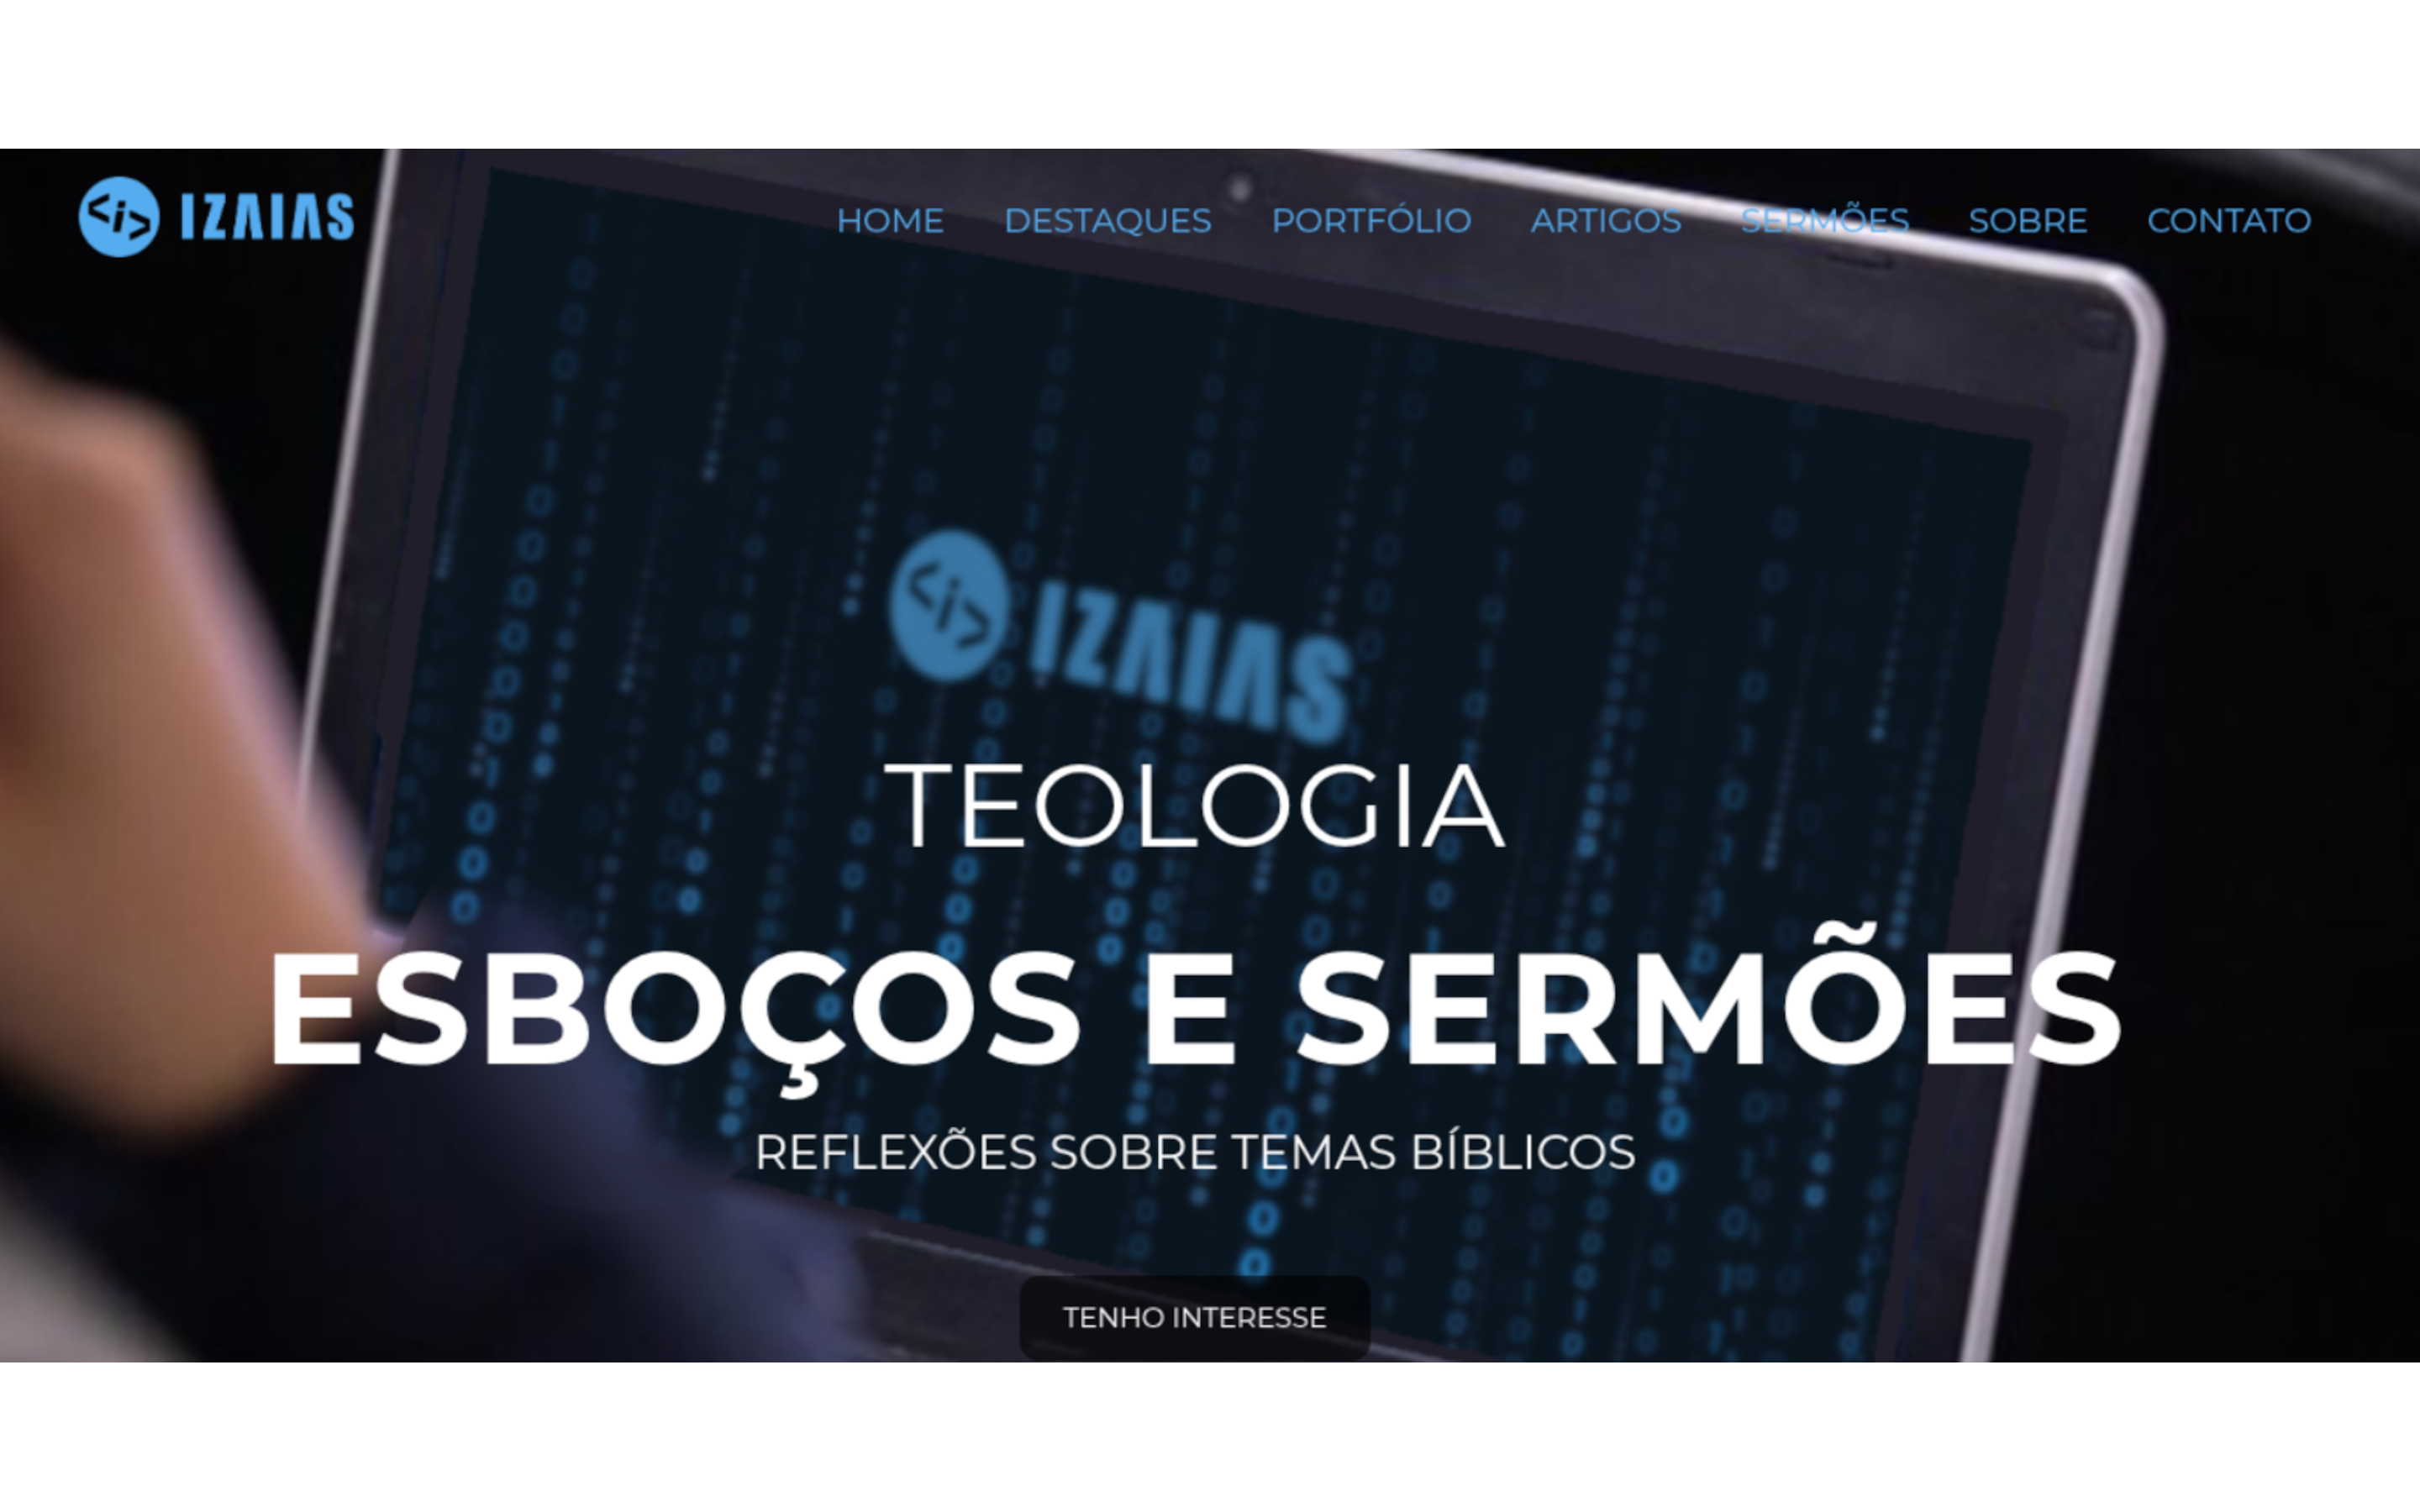 <i> IZAIAS
HOME DESTAQUES PORTFÓLIO ARTIGOS SERMÕES SOBRE CONTATO
<i> IZAIAS
TEOLOGIA
ESBOÇOS E SERMÕES
REFLEXÕES SOBRE TEMAS BÍBLICOS
TENHO INTERESSE